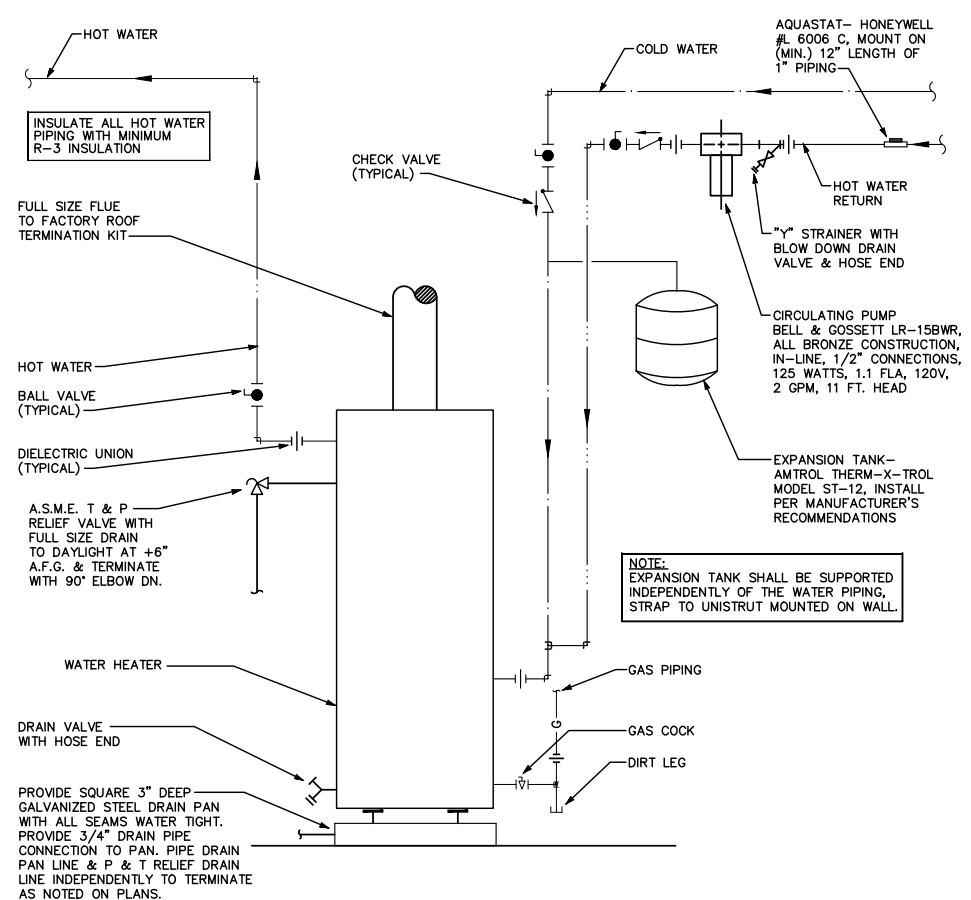 HOT WATER
INSULATE ALL HOT WATER
PIPING WITH MINIMUM
R-3 INSULATION
FULL SIZE FLUE
TO FACTORY ROOF
TERMINATION KIT
HOT WATER
BALL VALVE
(TYPICAL)
DIELECTRIC UNION
(TYPICAL)
A.S.M.E. T & P
RELIEF VALVE WITH
FULL SIZE DRAIN
TO DAYLIGHT AT +6"
A.F.G. & TERMINATE
WITH 90° ELBOW DN.
WATER HEATER
DRAIN VALVE
WITH HOSE END
PROVIDE SQUARE 3" DEEP
GALVANIZED STEEL DRAIN PAN
WITH ALL SEAMS WATER TIGHT.
PROVIDE 3/4" DRAIN PIPE
CONNECTION TO PAN. PIPE DRAIN
PAN LINE & P & T RELIEF DRAIN
LINE INDEPENDENTLY TO TERMINATE
AS NOTED ON PLANS.
CHECK VALVE
(TYPICAL)
COLD WATER
AQUASTAT- HONEYWELL
#L 6006 C, MOUNT ON
(MIN.) 12" LENGTH OF
1" PIPING
HOT WATER
RETURN
"Y" STRAINER WITH
BLOW DOWN DRAIN
VALVE & HOSE END
CIRCULATING PUMP
BELL & GOSSETT LR-15BWR,
ALL BRONZE CONSTRUCTION,
IN-LINE, 1/2" CONNECTIONS,
125 WATTS, 1.1 FLA, 120V,
2 GPM, 11 FT. HEAD
EXPANSION TANK-
AMTROL THERM-X-TROL
MODEL ST-12, INSTALL
PER MANUFACTURER'S
RECOMMENDATIONS
NOTE:
EXPANSION TANK SHALL BE SUPPORTED
INDEPENDENTLY OF THE WATER PIPING,
STRAP TO UNISTRUT MOUNTED ON WALL.
GAS PIPING
G
GAS COCK
DIRT LEG